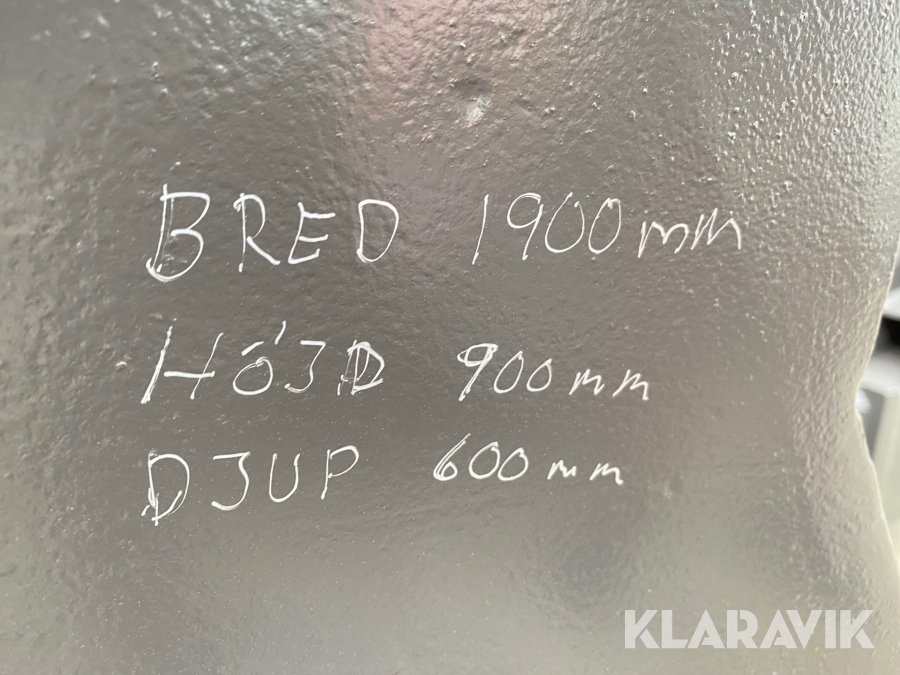 BRED 1900mm
HÖJD 900mm
DJUP 600mm
KLARAVIK